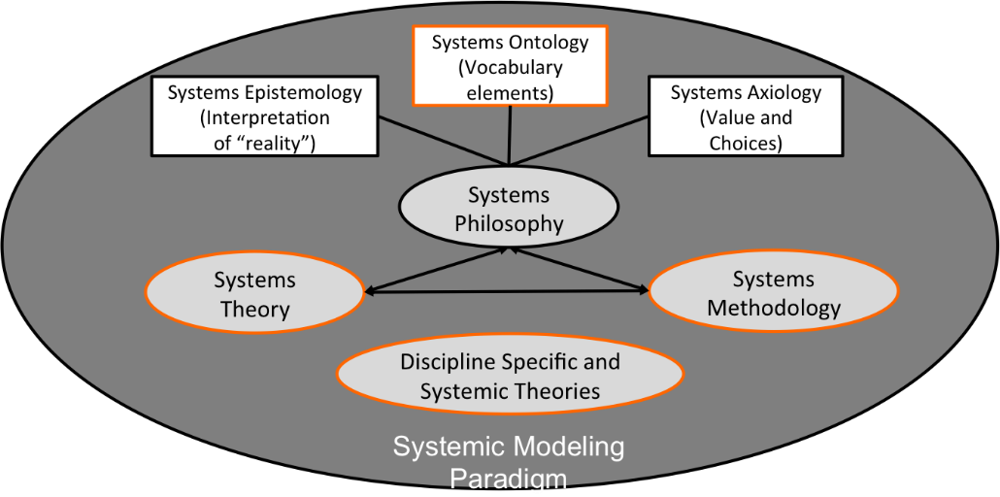 Systems Ontology
(Vocabulary
elements)
Systems Epistemology
(Interpretation
of “reality”)
Systems Axiology
(Value and
Choices)
Systems
Philosophy
Systems
Theory
Systems
Methodology
Discipline Specific and
Systemic Theories
Systemic Modeling
Paradigm